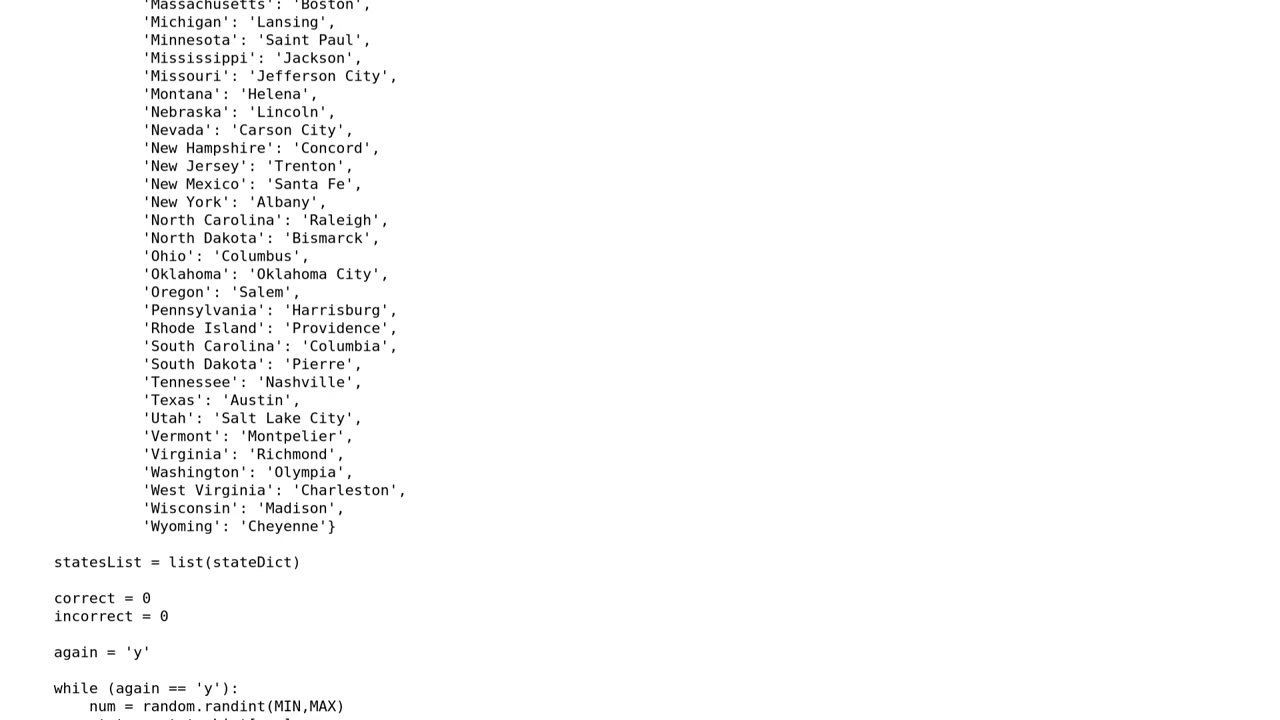 'Massachusetts': 'Boston',
'Michigan': 'Lansing',
'Minnesota': 'Saint Paul',
'Mississippi': 'Jackson',
'Missouri': 'Jefferson City',
'Montana': 'Helena',
'Nebraska': 'Lincoln',
'Nevada': 'Carson City',
'New Hampshire': 'Concord',
'New Jersey': 'Trenton',
'New Mexico': 'Santa Fe',
'New York': 'Albany',
'North Carolina': 'Raleigh',
'North Dakota': 'Bismarck',
'Ohio': 'Columbus',
'Oklahoma': 'Oklahoma City',
'Oregon': 'Salem',
'Pennsylvania': 'Harrisburg',
'Rhode Island': 'Providence',
'South Carolina': 'Columbia',
'South Dakota': 'Pierre',
'Tennessee': 'Nashville',
'Texas': 'Austin',
'Utah': 'Salt Lake City',
'Vermont': 'Montpelier',
'Virginia': 'Richmond',
'Washington': 'Olympia',
'West Virginia': 'Charleston',
'Wisconsin': 'Madison',
'Wyoming': 'Cheyenne'}
statesList = list(stateDict)
correct = 0
incorrect = 0
again = 'y'
while (again == 'y'):
num = random.randint(MIN,MAX)